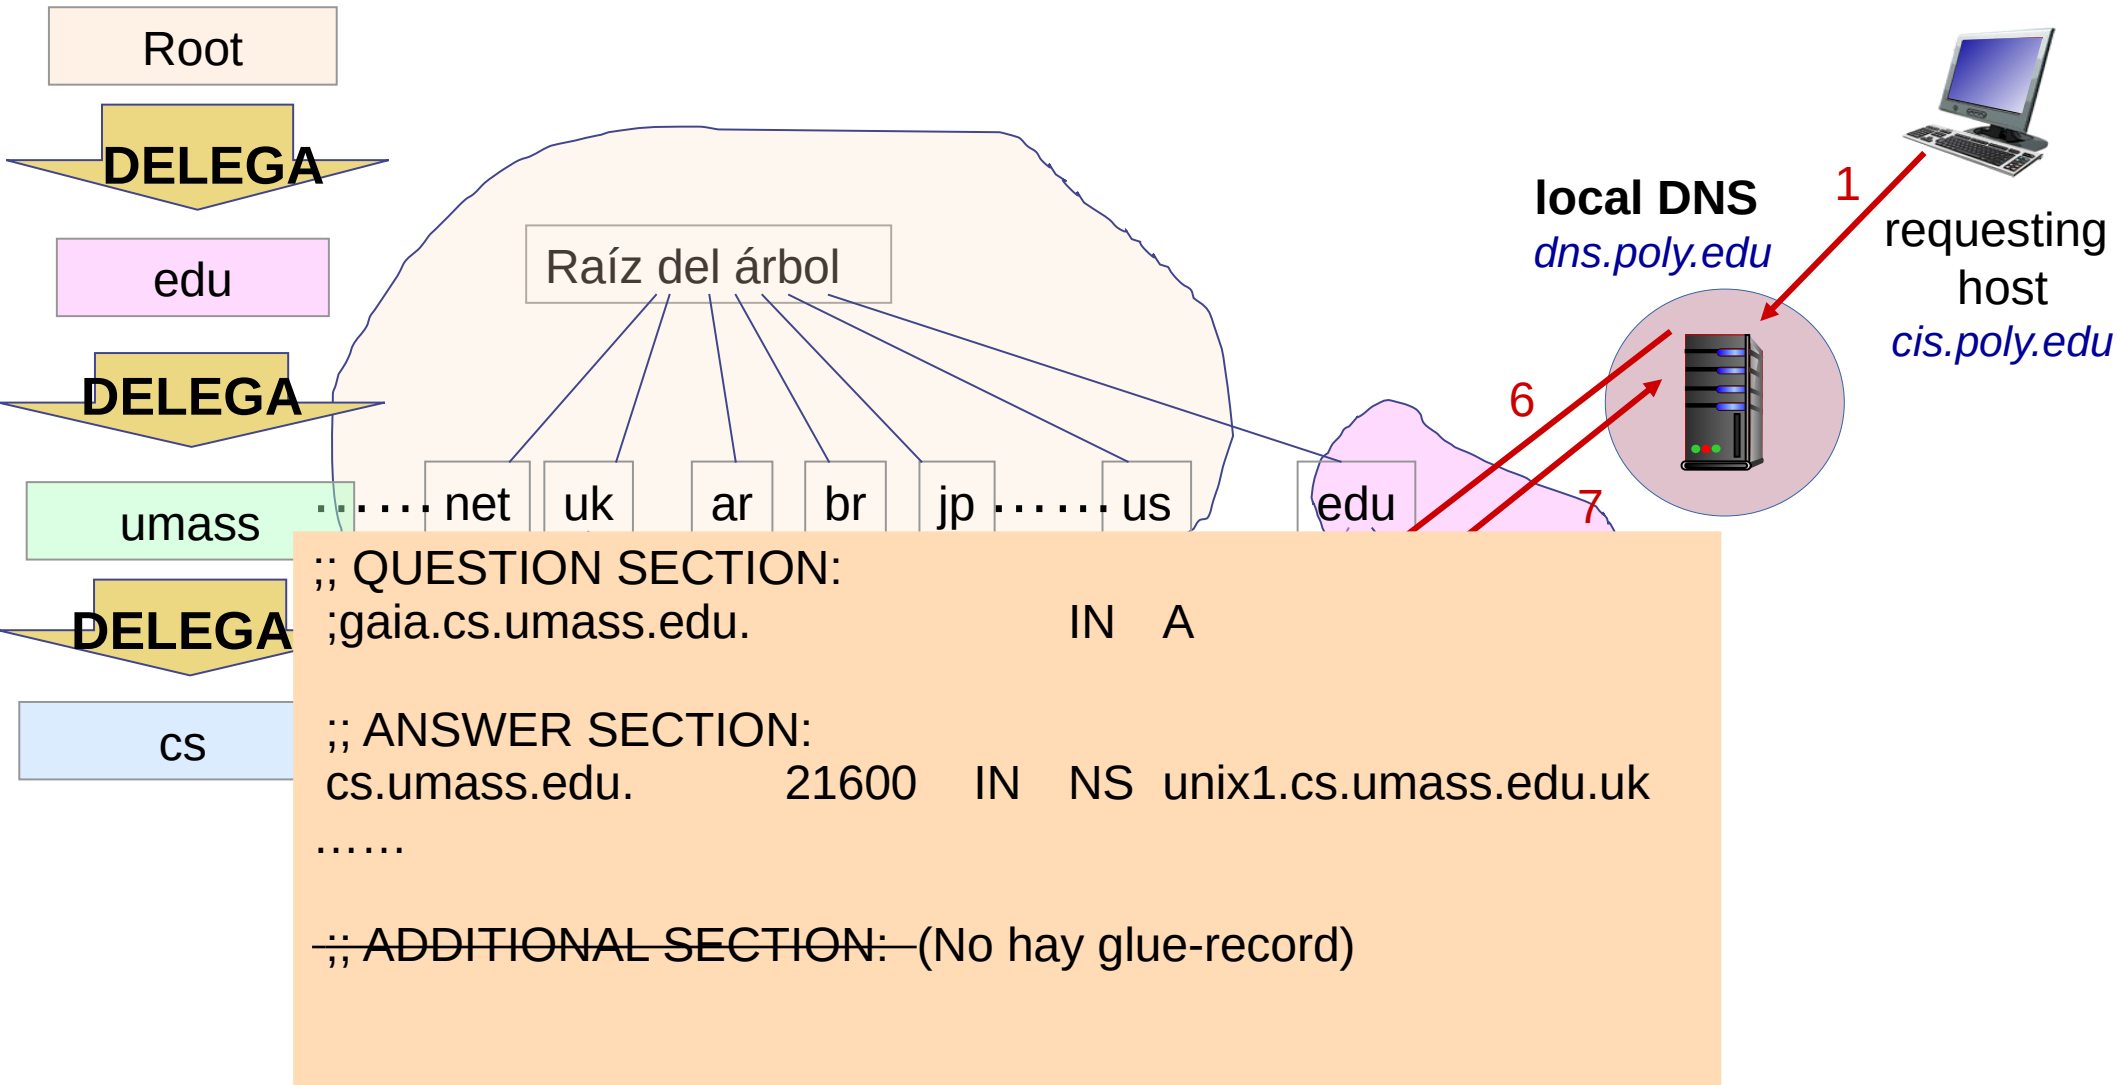 Root
DELEGA
edu
DELEGA
umass
DELEGA
cs
Raíz del árbol
…… net uk ar br jp …… us edu
local DNS
dns.poly.edu
1
requesting
host
cis.poly.edu
6
7
;; QUESTION SECTION:
;gaia.cs.umass.edu. IN A
;; ANSWER SECTION:
cs.umass.edu. 21600 IN NS unix1.cs.umass.edu.uk
……
;; ADDITIONAL SECTION: (No hay glue-record)